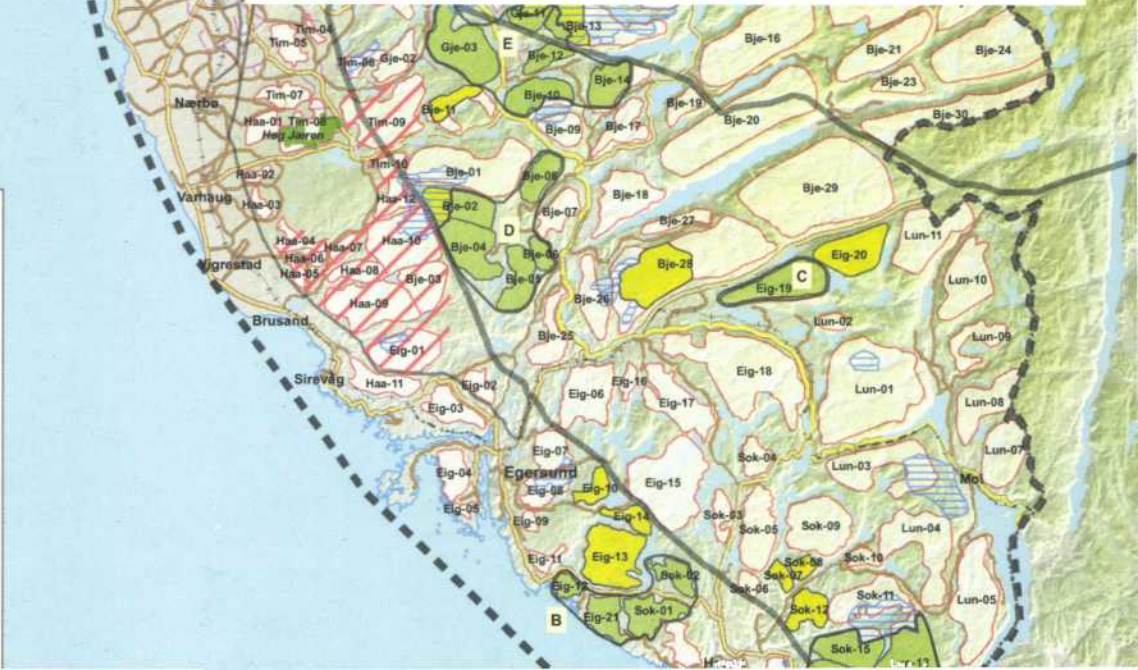 Tim-04
Gje-11
Bje-13
Tim-05
Gje-03
E
Bje-16
Bje-21
Bje-24
Tim-06
Gje-02
Bje-12
Bje-14
Bje-23
Nærbø
Tim-07
Bje-11
Bje-10
Bje-19
Bje-20
Bje-30
Haa-01
Tim-08
Høg Jæren
Tim-09
Bje-09
Bje-17
Tim-10
Bje-01
Bje-08
Haa-02
Varhaug
Haa-03
Haa-12
Bje-02
Bje-07
Bje-18
Bje-29
Bje-27
D
Haa-04
Haa-07
Haa-10
Bje-04
Bje-06
Lun-11
Vigrestad
Haa-06
Haa-05
Haa-08
Bje-03
Bje-05
Bje-28
Eig-20
C
Lun-10
Haa-09
Bje-26
Eig-19
Brusand
Bje-25
Lun-02
Lun-09
Eig-01
Sirevåg
Haa-11
Eig-02
Eig-06
Eig-16
Eig-18
Lun-01
Eig-03
Eig-17
Lun-08
Eig-07
Sok-04
Lun-07
Eig-04
Egersund
Eig-15
Lun-03
Moi
Eig-08
Eig-10
Eig-05
Eig-09
Eig-14
Sok-03
Sok-05
Sok-09
Lun-04
Eig-11
Eig-13
Sok-08
Sok-10
Sok-07
Eig-12
Sok-02
Sok-06
Sok-11
Lun-05
B
Eig-21
Sok-01
Sok-12
Sok-15